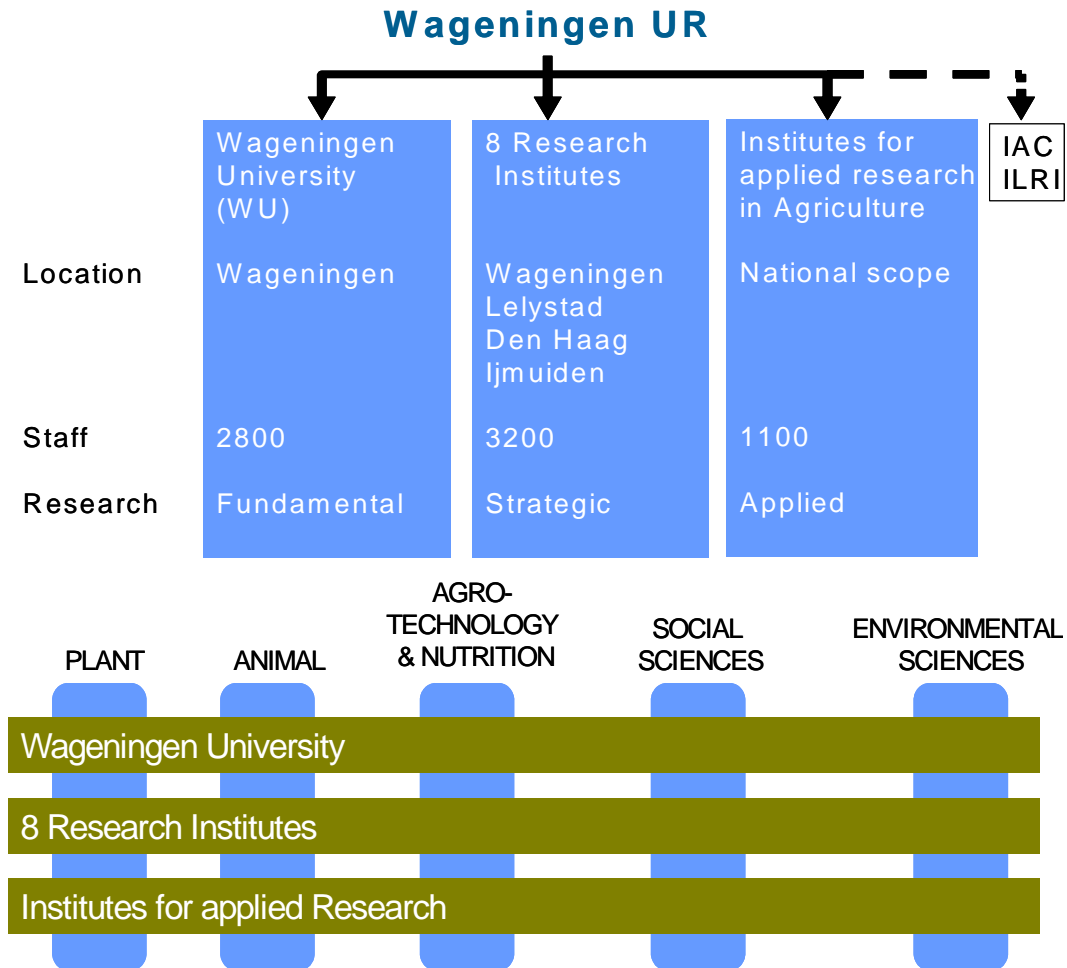 Wageningen UR
Wageningen
University
(WU)
8 Research
Institutes
Institutes for
applied research
in Agriculture
IAC
ILRI
Location
Wageningen
Wageningen
Lelystad
Den Haag
Ijmuiden
National scope
Staff
2800
3200
1100
Research
Fundamental
Strategic
Applied
PLANT
ANIMAL
AGRO-
TECHNOLOGY
& NUTRITION
SOCIAL
SCIENCES
ENVIRONMENTAL
SCIENCES
Wageningen University
8 Research Institutes
Institutes for applied Research